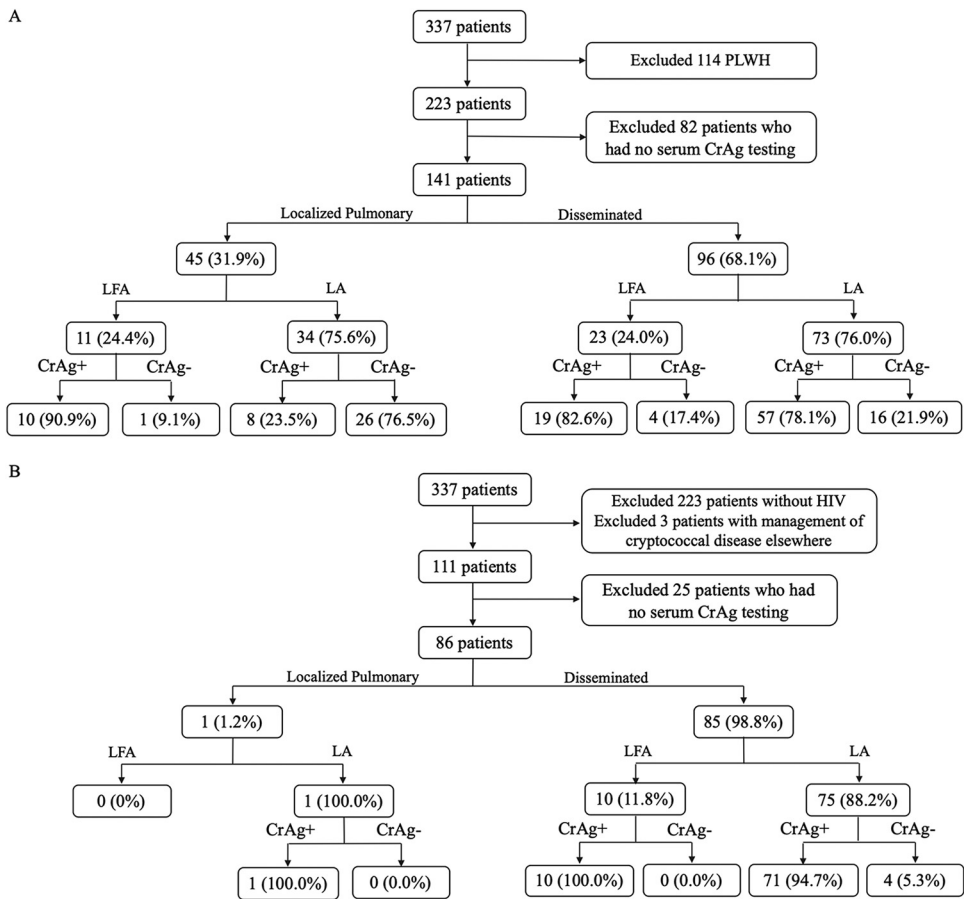 A
337 patients
Excluded 114 PLWH
223 patients
Excluded 82 patients who
had no serum CrAg testing
141 patients
Localized Pulmonary
Disseminated
45 (31.9%)
96 (68.1%)
LFA
LA
LFA
LA
11 (24.4%)
34 (75.6%)
23 (24.0%)
73 (76.0%)
CrAg+
CrAg-
CrAg+
CrAg-
CrAg+
CrAg-
CrAg+
CrAg-
10 (90.9%)
1 (9.1%)
8 (23.5%)
26 (76.5%)
19 (82.6%)
4 (17.4%)
57 (78.1%)
16 (21.9%)
B
337 patients
Excluded 223 patients without HIV
Excluded 3 patients with management of
cryptococcal disease elsewhere
111 patients
Excluded 25 patients who had
no serum CrAg testing
86 patients
Localized Pulmonary
Disseminated
1 (1.2%)
85 (98.8%)
LFA
LA
LFA
LA
0 (0%)
1 (100.0%)
10 (11.8%)
75 (88.2%)
CrAg+
CrAg-
CrAg+
CrAg-
CrAg+
CrAg-
1 (100.0%)
0 (0.0%)
10 (100.0%)
0 (0.0%)
71 (94.7%)
4 (5.3%)